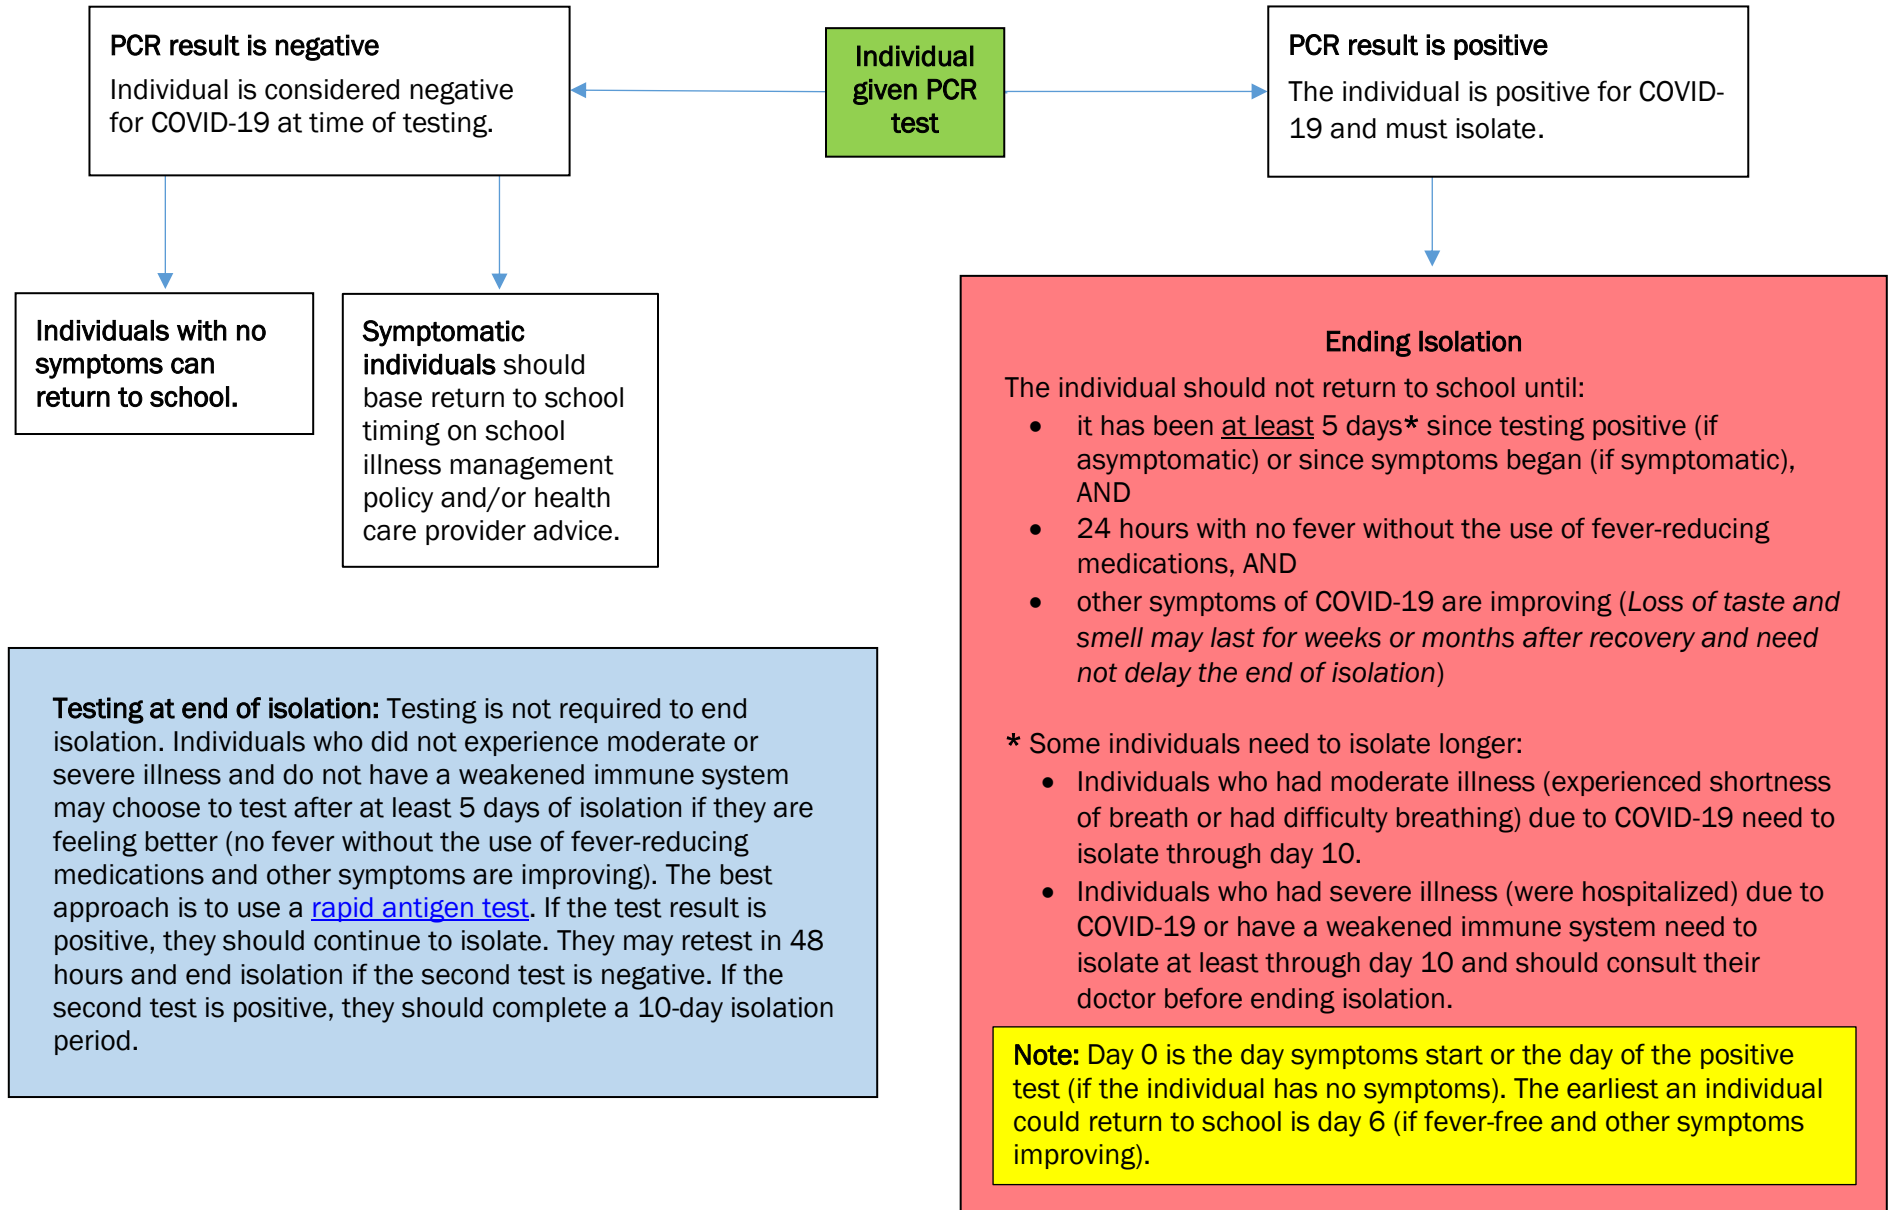 PCR result is negative
Individual is considered negative
for COVID-19 at time of testing.
Individual
given PCR
test
PCR result is positive
The individual is positive for COVID-
19 and must isolate.
Individuals with no
symptoms can
return to school.
Symptomatic
individuals should
base return to school
timing on school
illness management
policy and/or health
care provider advice.
Testing at end of isolation: Testing is not required to end
isolation. Individuals who did not experience moderate or
severe illness and do not have a weakened immune system
may choose to test after at least 5 days of isolation if they are
feeling better (no fever without the use of fever-reducing
medications and other symptoms are improving). The best
approach is to use a rapid antigen test. If the test result is
positive, they should continue to isolate. They may retest in 48
hours and end isolation if the second test is negative. If the
second test is positive, they should complete a 10-day isolation
period.
Ending Isolation
The individual should not return to school until:
• it has been at least 5 days* since testing positive (if
asymptomatic) or since symptoms began (if symptomatic),
AND
• 24 hours with no fever without the use of fever-reducing
medications, AND
• other symptoms of COVID-19 are improving (Loss of taste and
smell may last for weeks or months after recovery and need
not delay the end of isolation)
* Some individuals need to isolate longer:
• Individuals who had moderate illness (experienced shortness
of breath or had difficulty breathing) due to COVID-19 need to
isolate through day 10.
• Individuals who had severe illness (were hospitalized) due to
COVID-19 or have a weakened immune system need to
isolate at least through day 10 and should consult their
doctor before ending isolation.
Note: Day 0 is the day symptoms start or the day of the positive
test (if the individual has no symptoms). The earliest an individual
could return to school is day 6 (if fever-free and other symptoms
improving).